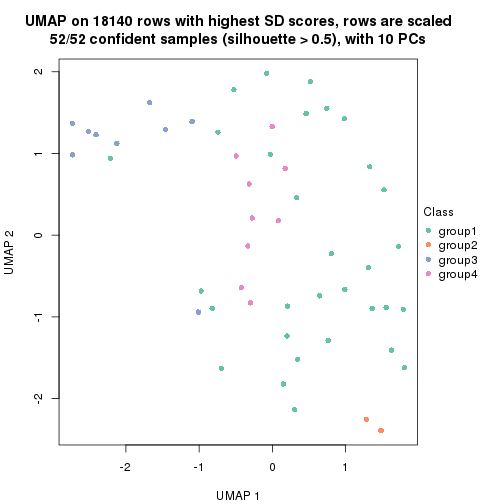 UMAP on 18140 rows with highest SD scores, rows are scaled
52/52 confident samples (silhouette > 0.5), with 10 PCs
2
1
0
-1
-2
UMAP 2
-2
-1
0
1
UMAP 1
Class
group1
group2
group3
group4